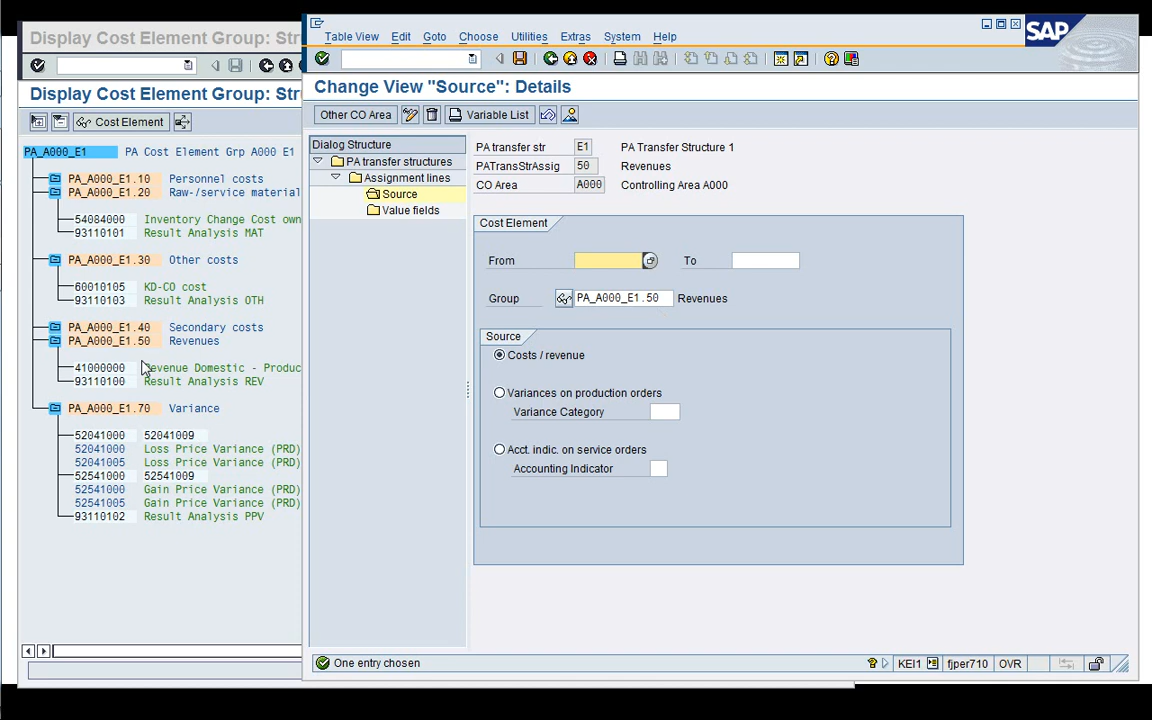 Display Cost Element Group: Str
Display Cost Element Group: Str
Cost Element
PA_A000_E1 PA Cost Element Grp A000 E1
PA_A000_E1.10 Personnel costs
PA_A000_E1.20 Raw-/service material
54084000 Inventory Change Cost own
93110101 Result Analysis MAT
PA_A000_E1.30 Other costs
60010105 KD-CO cost
93110103 Result Analysis OTH
PA_A000_E1.40 Secondary costs
PA_A000_E1.50 Revenues
41000000 Revenue Domestic - Produc
93110100 Result Analysis REV
PA_A000_E1.70 Variance
52041000 52041009
52041000 Loss Price Variance (PRD)
52041005 Loss Price Variance (PRD)
52541000 52541009
52541000 Gain Price Variance (PRD)
52541005 Gain Price Variance (PRD)
93110102 Result Analysis PPV
Table View Edit Goto Choose Utilities Extras System Help
SAP
Change View "Source": Details
Other CO Area Variable List
Dialog Structure
PA transfer structures
Assignment lines
Source
Value fields
PA transfer str E1 PA Transfer Structure 1
PATransStrAssig 50 Revenues
CO Area A000 Controlling Area A000
Cost Element
From To
Group PA_A000_E1.50 Revenues
Source
Costs / revenue
Variances on production orders
Variance Category
Acct. indic. on service orders
Accounting Indicator
One entry chosen
KEI1 fjper710 OVR